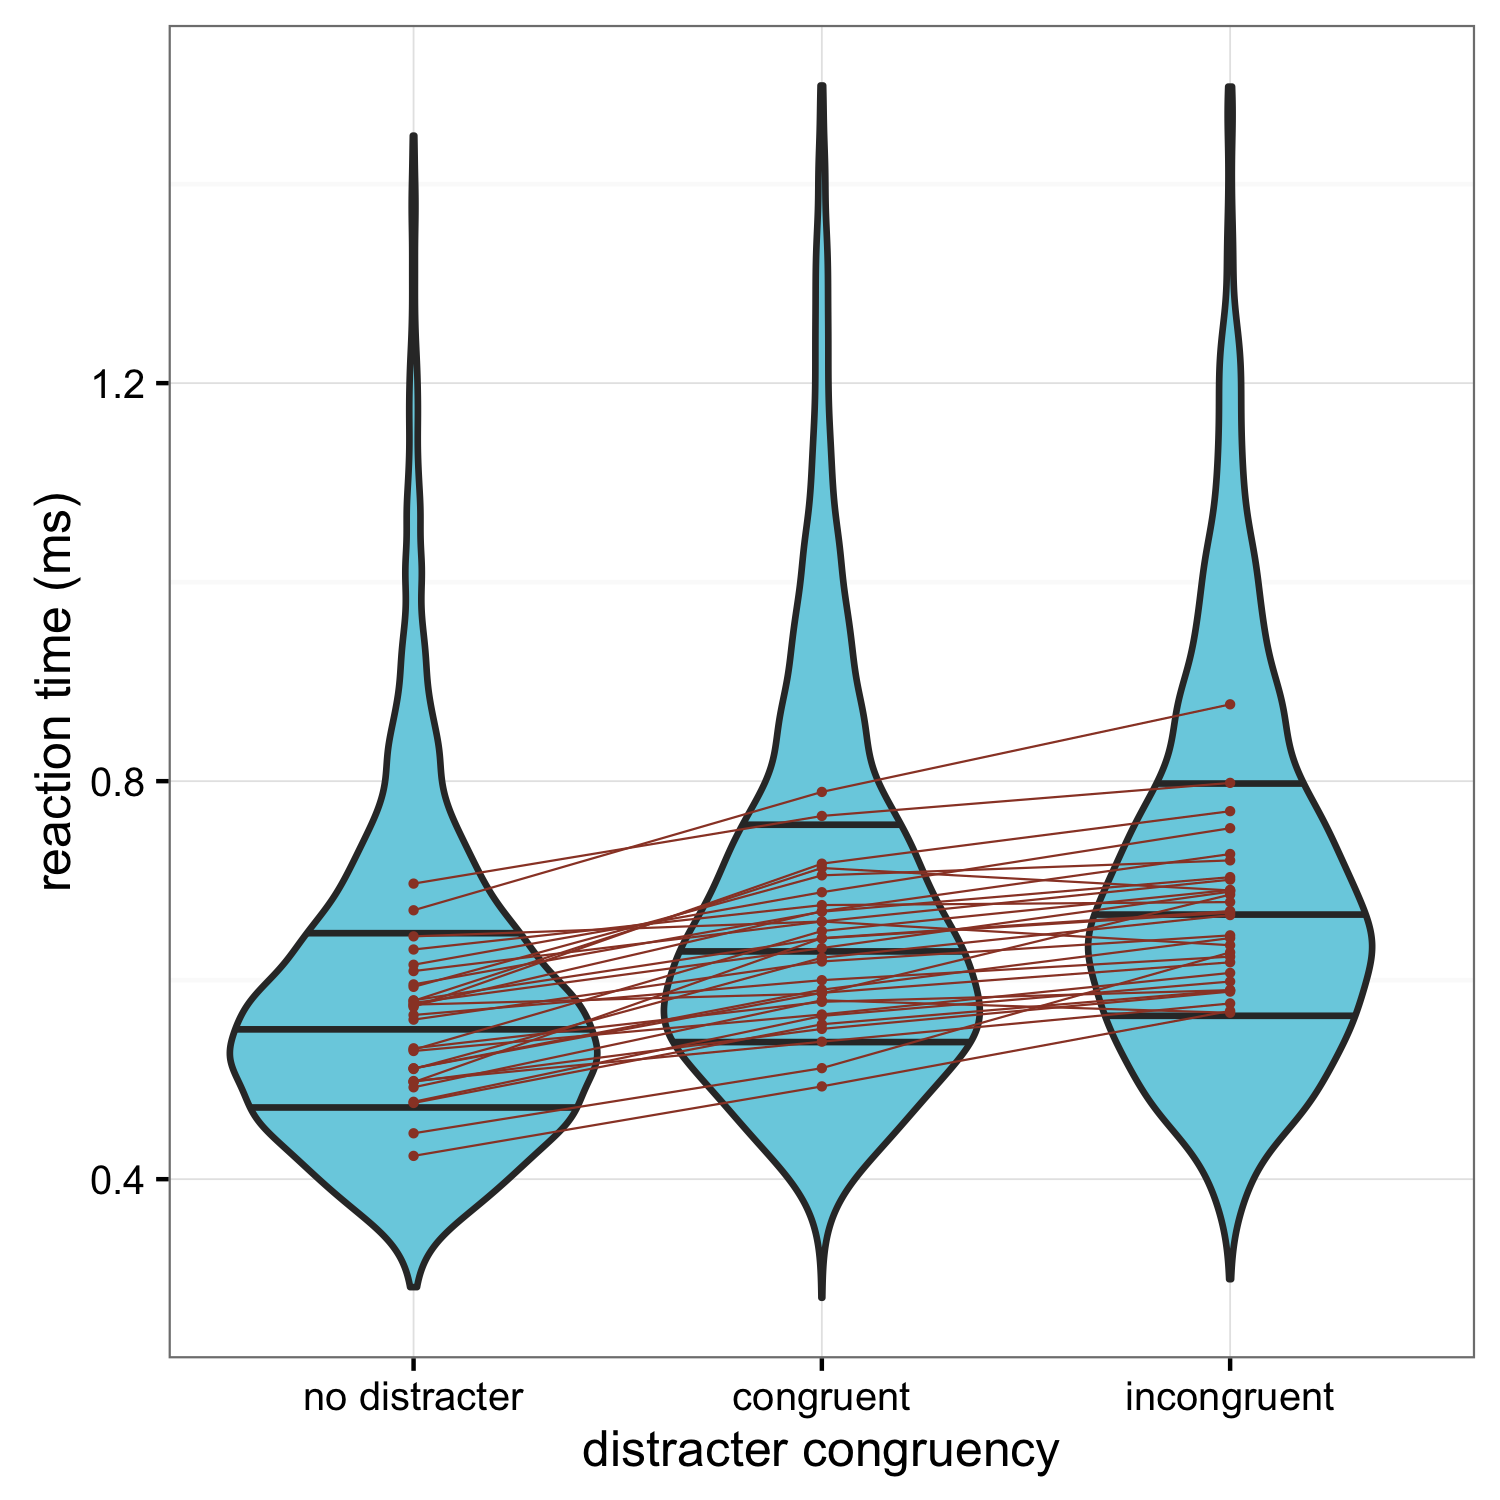 reaction time (ms)
1.2
0.8
0.4
no distracter
congruent
incongruent
distracter congruency